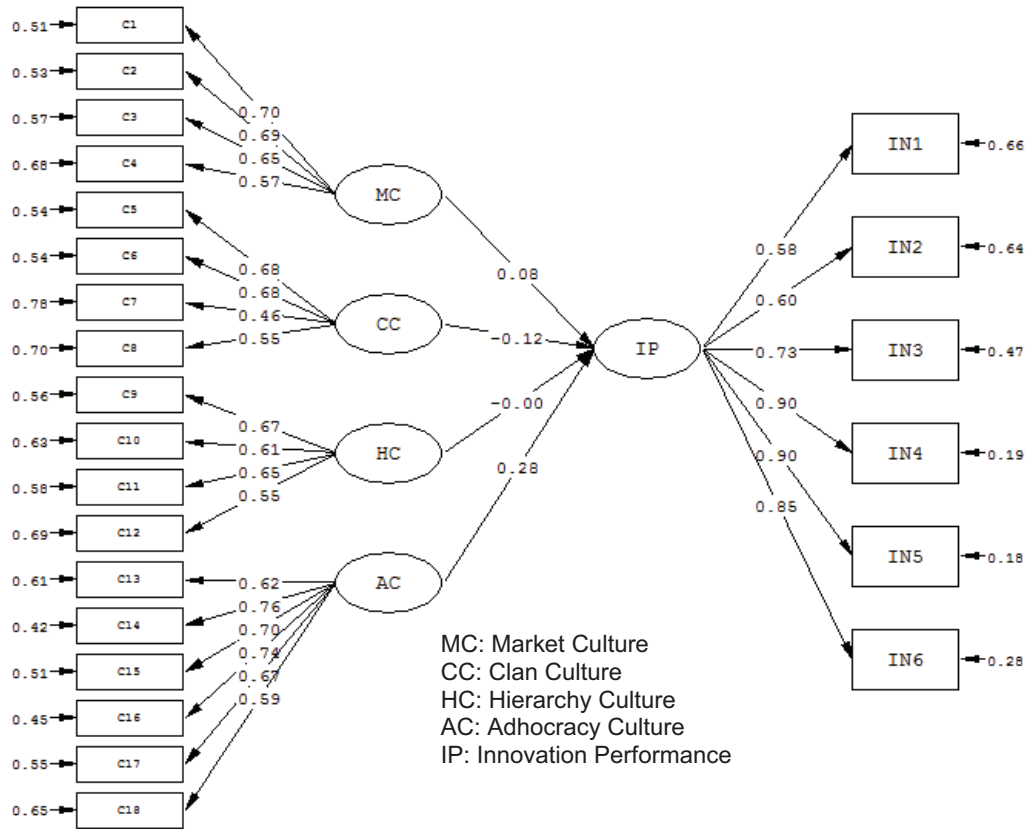 0.51 C1
0.53 C2
0.57 C3
0.68 C4
0.54 C5
0.54 C6
0.78 C7
0.70 C8
0.56 C9
0.63 C10
0.58 C11
0.69 C12
0.61 C13
0.42 C14
0.51 C15
0.45 C16
0.55 C17
0.65 C18
0.70
0.69
0.65
0.57
0.68
0.68
0.46
0.55
0.67
0.61
0.65
0.55
0.62
0.76
0.70
0.74
0.67
0.59
MC
CC
HC
AC
0.08
-0.12
-0.00
0.28
IP
0.58
0.60
0.73
0.90
0.90
0.85
IN1 0.66
IN2 0.64
IN3 0.47
IN4 0.19
IN5 0.18
IN6 0.28
MC: Market Culture
CC: Clan Culture
HC: Hierarchy Culture
AC: Adhocracy Culture
IP: Innovation Performance